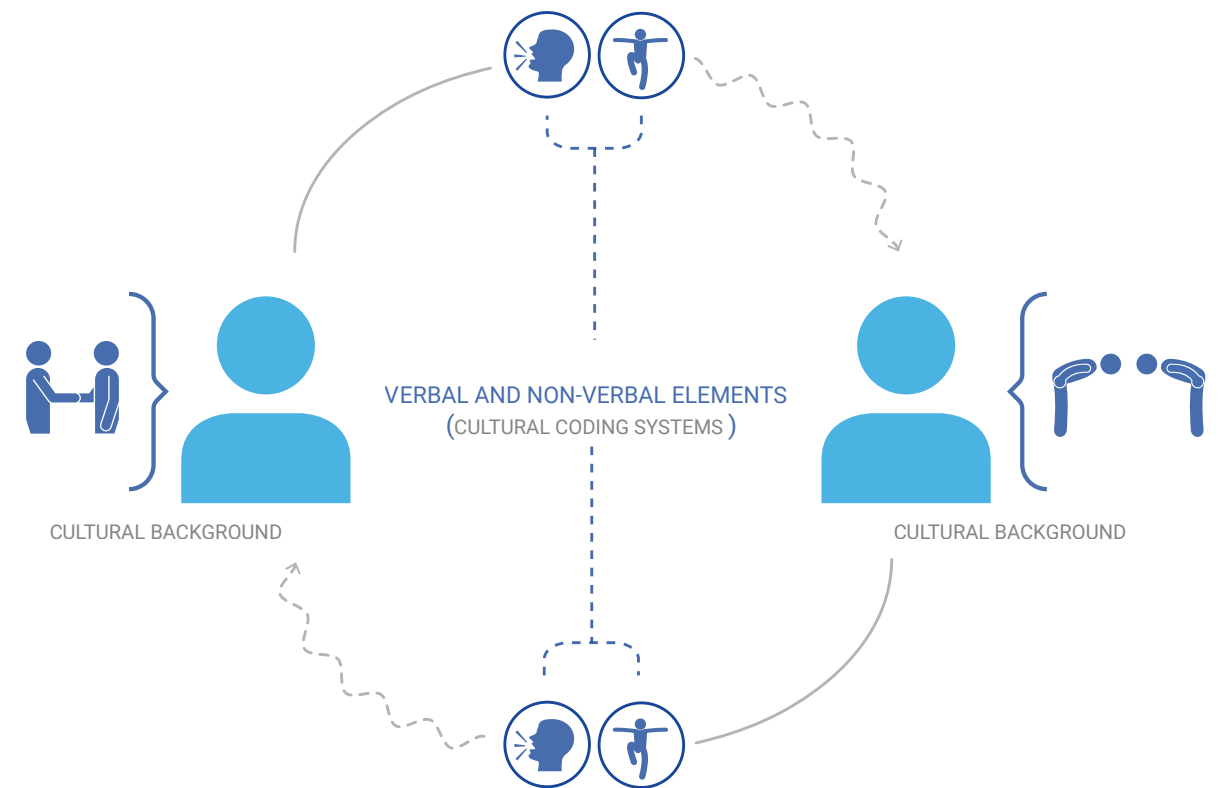 VERBAL AND NON-VERBAL ELEMENTS
(CULTURAL CODING SYSTEMS )
CULTURAL BACKGROUND
CULTURAL BACKGROUND